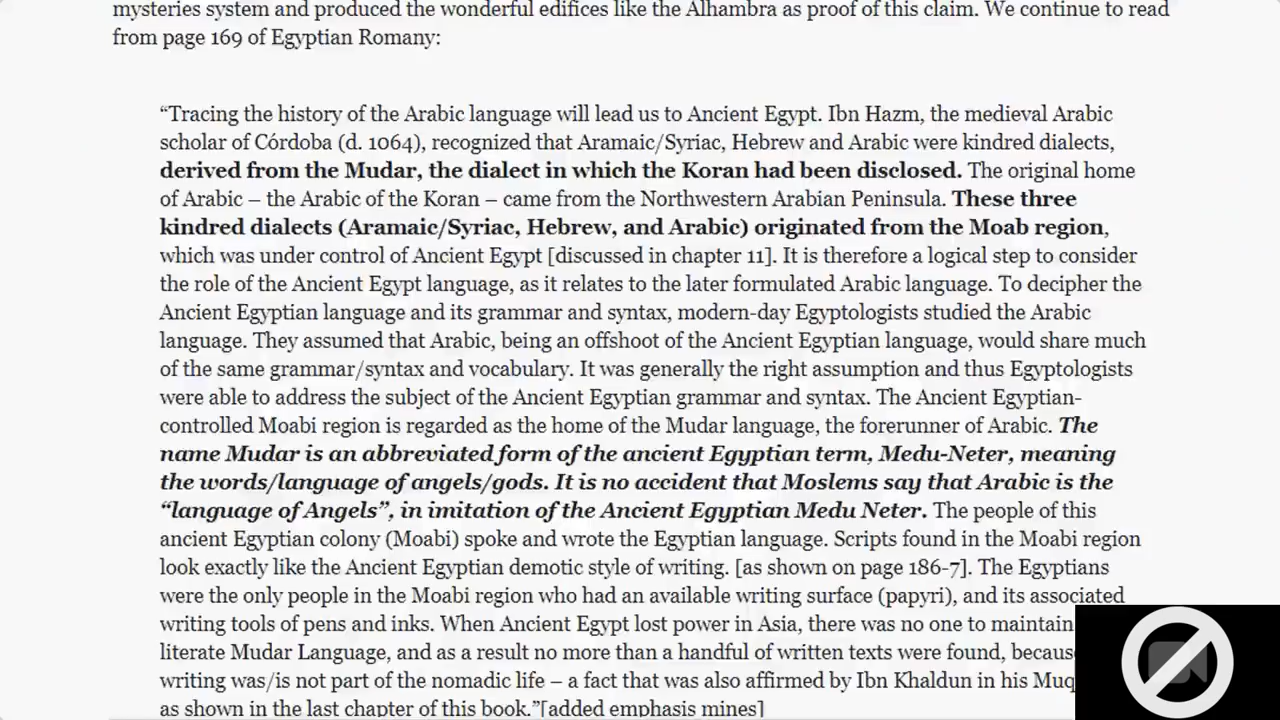 mysteries system and produced the wonderful edifices like the Alhambra as proof of this claim. We continue to read
from page 169 of Egyptian Romany:
“Tracing the history of the Arabic language will lead us to Ancient Egypt. Ibn Hazm, the medieval Arabic
scholar of Córdoba (d. 1064), recognized that Aramaic/Syriac, Hebrew and Arabic were kindred dialects,
derived from the Mudar, the dialect in which the Koran had been disclosed. The original home
of Arabic – the Arabic of the Koran – came from the Northwestern Arabian Peninsula. These three
kindred dialects (Aramaic/Syriac, Hebrew, and Arabic) originated from the Moab region,
which was under control of Ancient Egypt [discussed in chapter 11]. It is therefore a logical step to consider
the role of the Ancient Egypt language, as it relates to the later formulated Arabic language. To decipher the
Ancient Egyptian language and its grammar and syntax, modern-day Egyptologists studied the Arabic
language. They assumed that Arabic, being an offshoot of the Ancient Egyptian language, would share much
of the same grammar/syntax and vocabulary. It was generally the right assumption and thus Egyptologists
were able to address the subject of the Ancient Egyptian grammar and syntax. The Ancient Egyptian-
controlled Moabi region is regarded as the home of the Mudar language, the forerunner of Arabic. The
name Mudar is an abbreviated form of the ancient Egyptian term, Medu-Neter, meaning
the words/language of angels/gods. It is no accident that Moslems say that Arabic is the
“language of Angels”, in imitation of the Ancient Egyptian Medu Neter. The people of this
ancient Egyptian colony (Moabi) spoke and wrote the Egyptian language. Scripts found in the Moabi region
look exactly like the Ancient Egyptian demotic style of writing. [as shown on page 186-7]. The Egyptians
were the only people in the Moabi region who had an available writing surface (papyri), and its associated
writing tools of pens and inks. When Ancient Egypt lost power in Asia, there was no one to maintain
literate Mudar Language, and as a result no more than a handful of written texts were found,
writing was/is not part of the nomadic life – a fact that was also affirmed by Ibn Khaldun in his
as shown in the last chapter of this book.”[added emphasis mines]